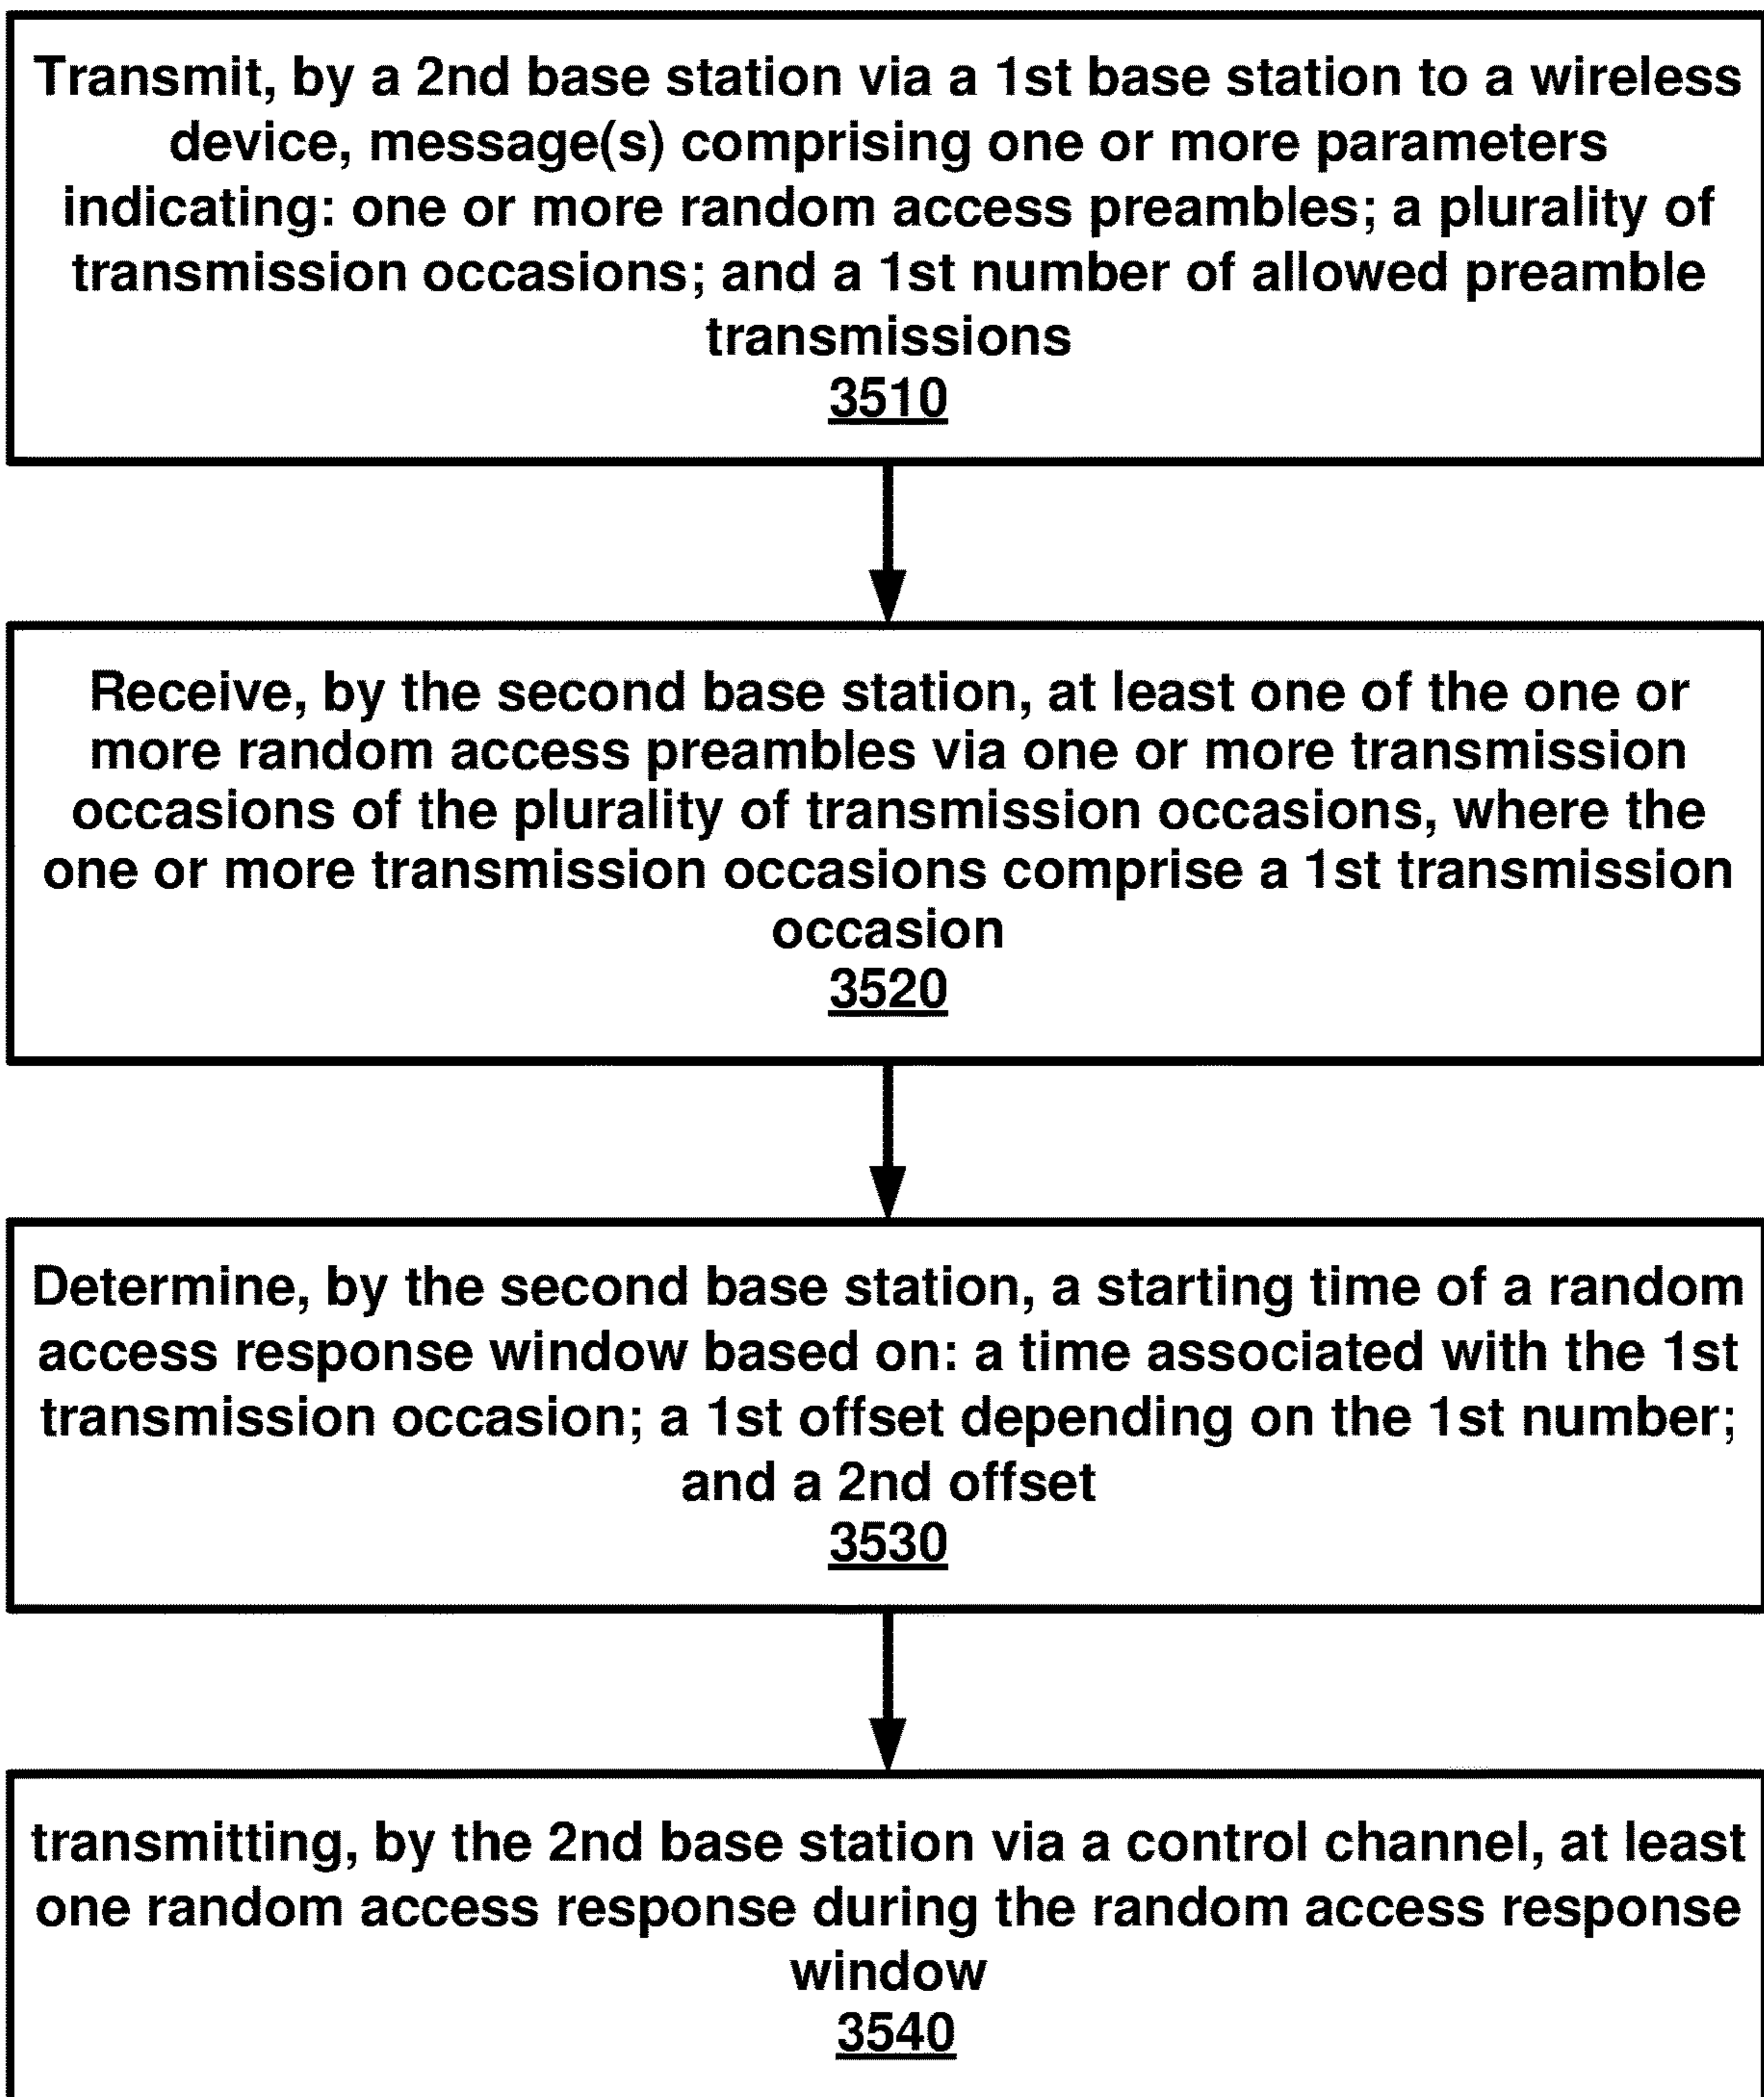 Transmit, by a 2nd base station via a 1st base station to a wireless
device, message(s) comprising one or more parameters
indicating: one or more random access preambles; a plurality of
transmission occasions; and a 1st number of allowed preamble
transmissions
3510
Receive, by the second base station, at least one of the one or
more random access preambles via one or more transmission
occasions of the plurality of transmission occasions, where the
one or more transmission occasions comprise a 1st transmission
occasion
3520
Determine, by the second base station, a starting time of a random
access response window based on: a time associated with the 1st
transmission occasion; a 1st offset depending on the 1st number;
and a 2nd offset
3530
transmitting, by the 2nd base station via a control channel, at least
one random access response during the random access response
window
3540